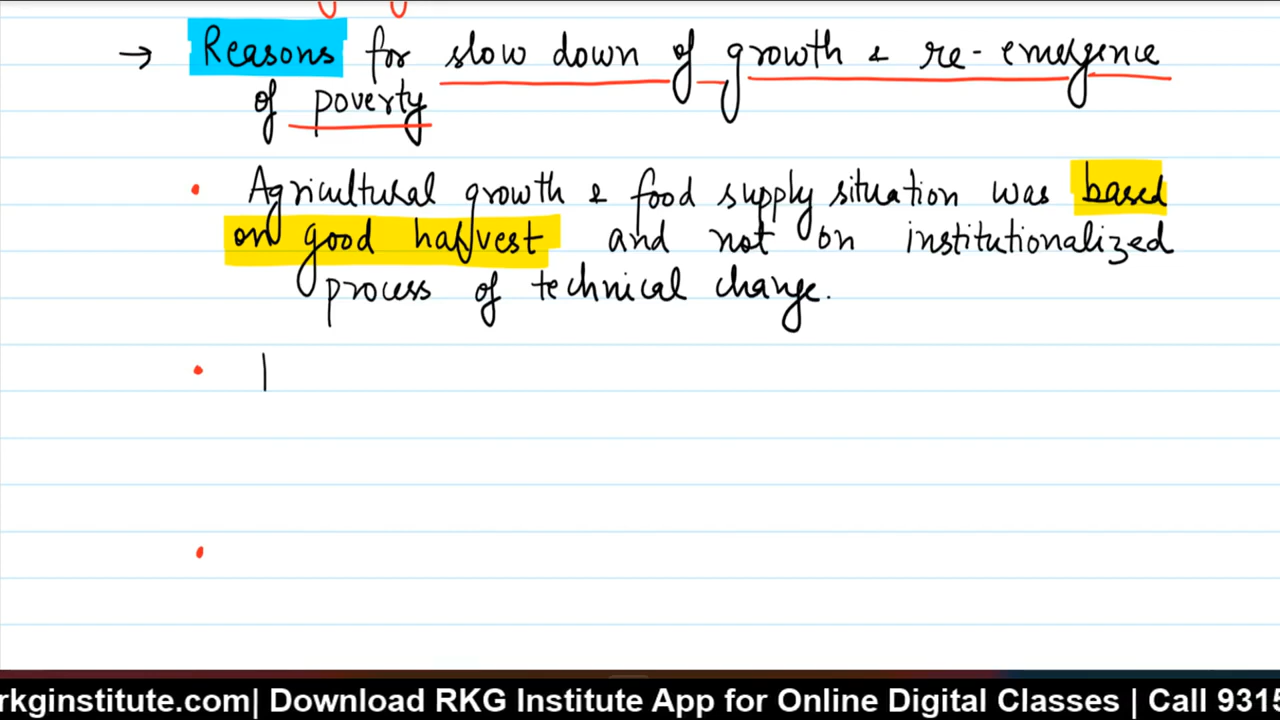 → Reasons for slow down of growth & re-emergence
of poverty
• Agricultural growth & food supply situation was based
on good harvest and not on institutionalized
process of technical change.
•
•
rkginstitute.com| Download RKG Institute App for Online Digital Classes | Call 9315